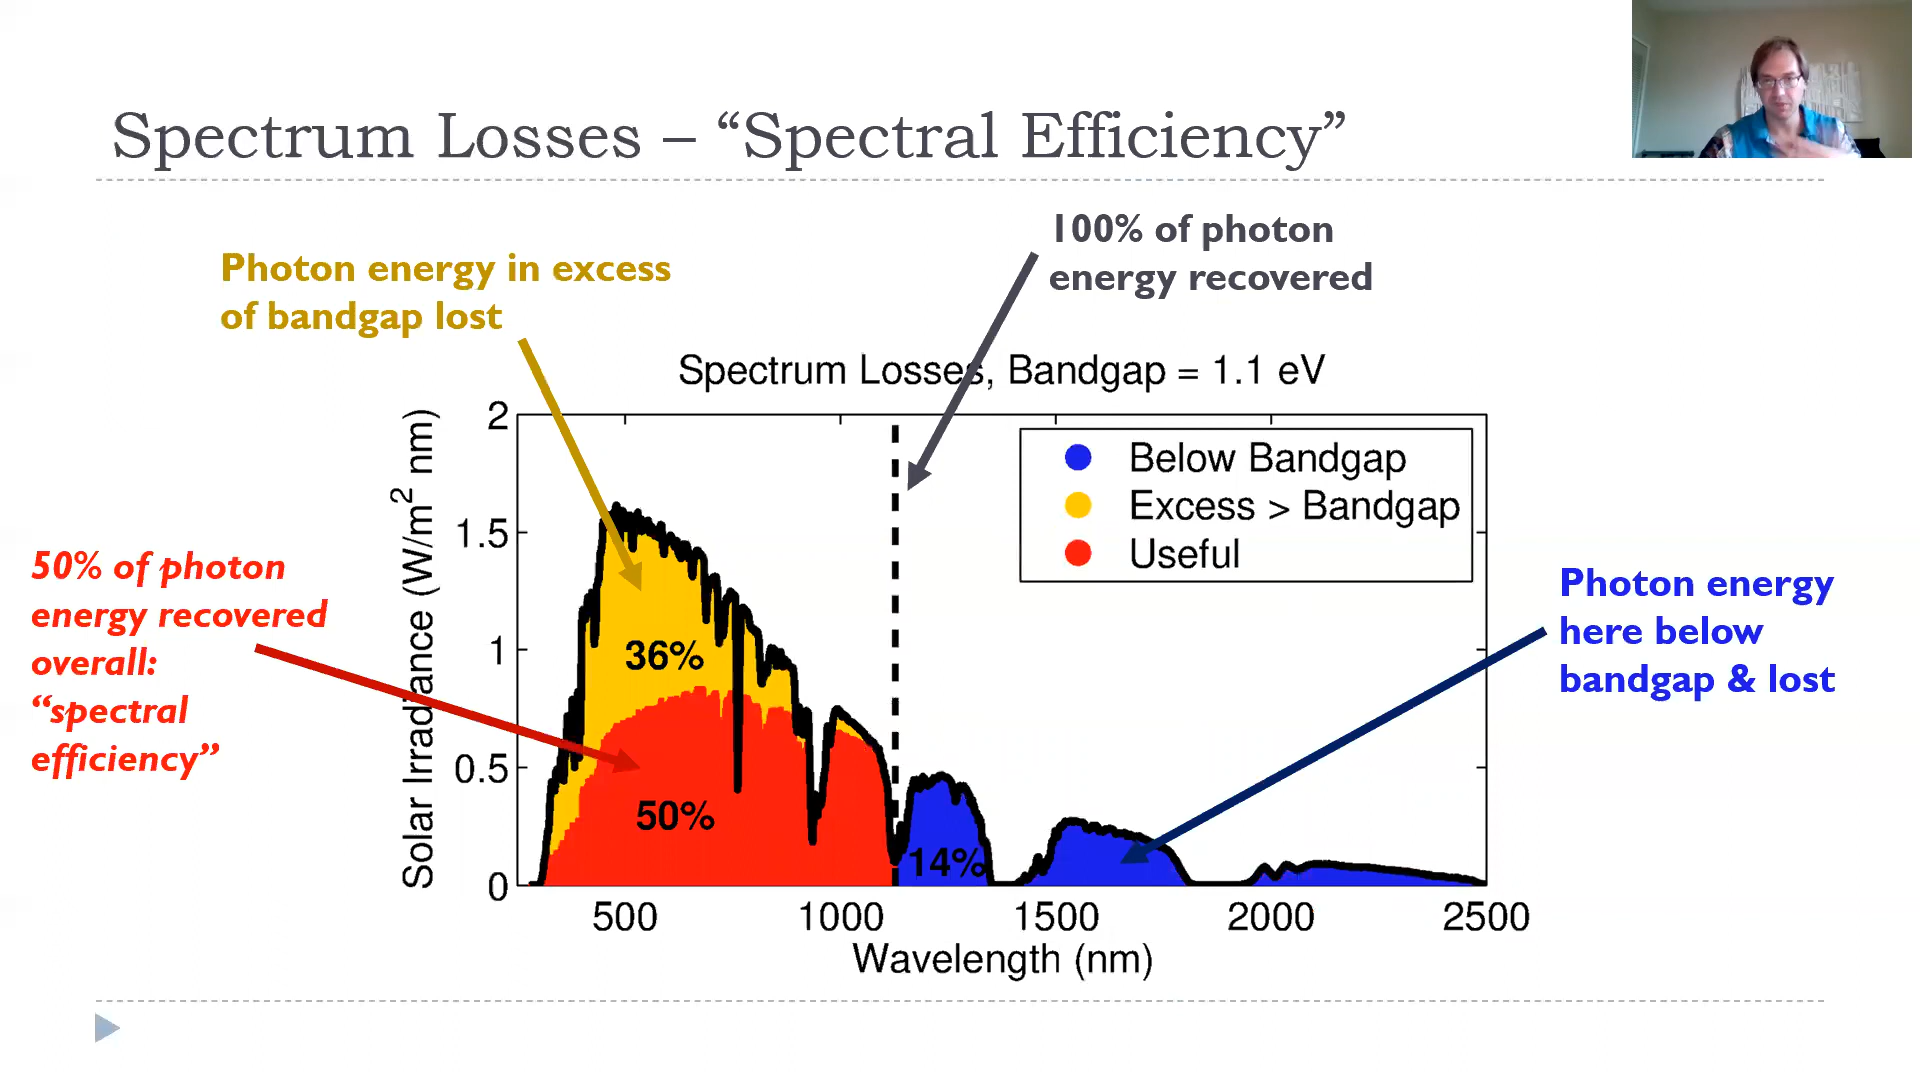 Spectrum Losses – “Spectral Efficiency”
100% of photon
energy recovered
Photon energy in excess
of bandgap lost
Spectrum Losses, Bandgap = 1.1 eV
50% of photon
energy recovered
overall:
“spectral
efficiency”
Solar Irradiance (W/m² nm)
2
1.5
1
0.5
0
Below Bandgap
Excess > Bandgap
Useful
36%
50%
14%
Photon energy
here below
bandgap & lost
500 1000 1500 2000 2500
Wavelength (nm)